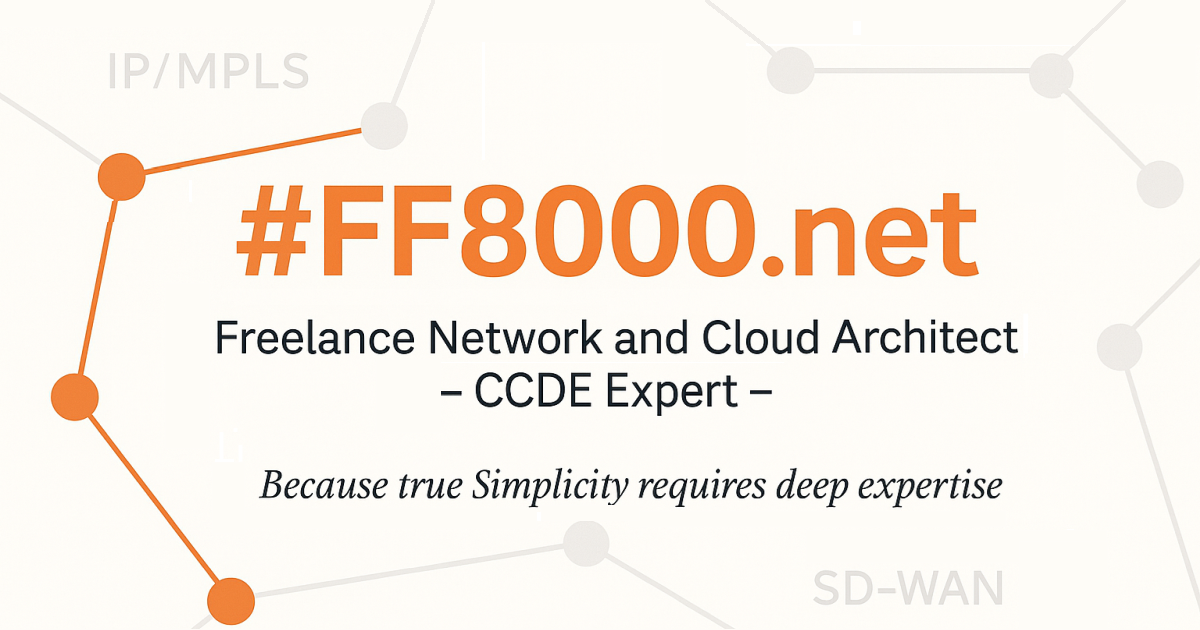 IP/MPLS
#FF8000.net
Freelance Network and Cloud Architect
– CCDE Expert –
Because true Simplicity requires deep expertise
SD-WAN